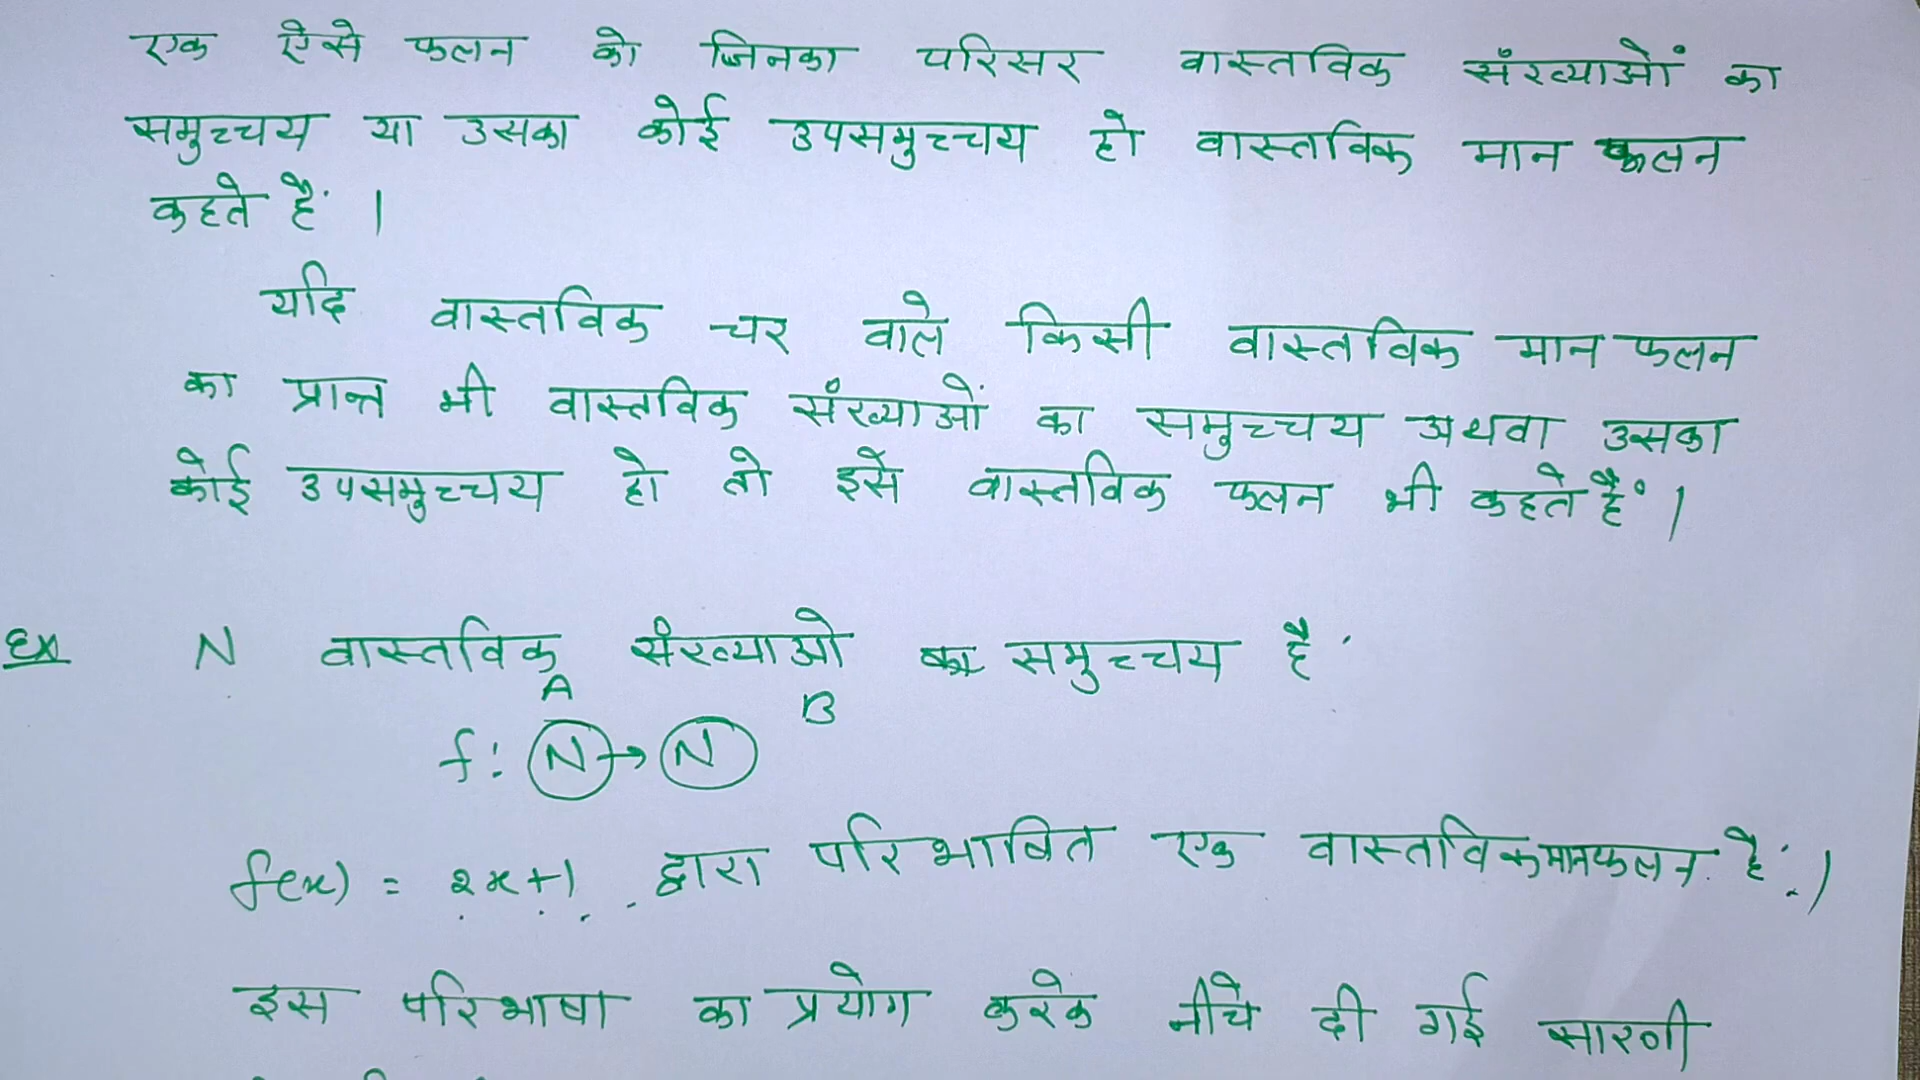 एक ऐसे फलन को जिनका परिसर वास्तविक संख्याओं का
समुच्चय या उसका कोई उपसमुच्चय हो वास्तविक मान फलन
कहते हैं ।
यदि वास्तविक चर वाले किसी वास्तविक मान फलन
का प्रान्त भी वास्तविक संख्याओं का समुच्चय अथवा उसका
कोई उपसमुच्चय हो तो इसे वास्तविक फलन भी कहते हैं ।
Ex N वास्तविक संख्याओ का समुच्चय है
A B
f: N → N
f(x) = 2x+1 द्वारा परिभाषित एक वास्तविक मान फलन है ।
इस परिभाषा का प्रयोग करके नीचे दी गई सारणी